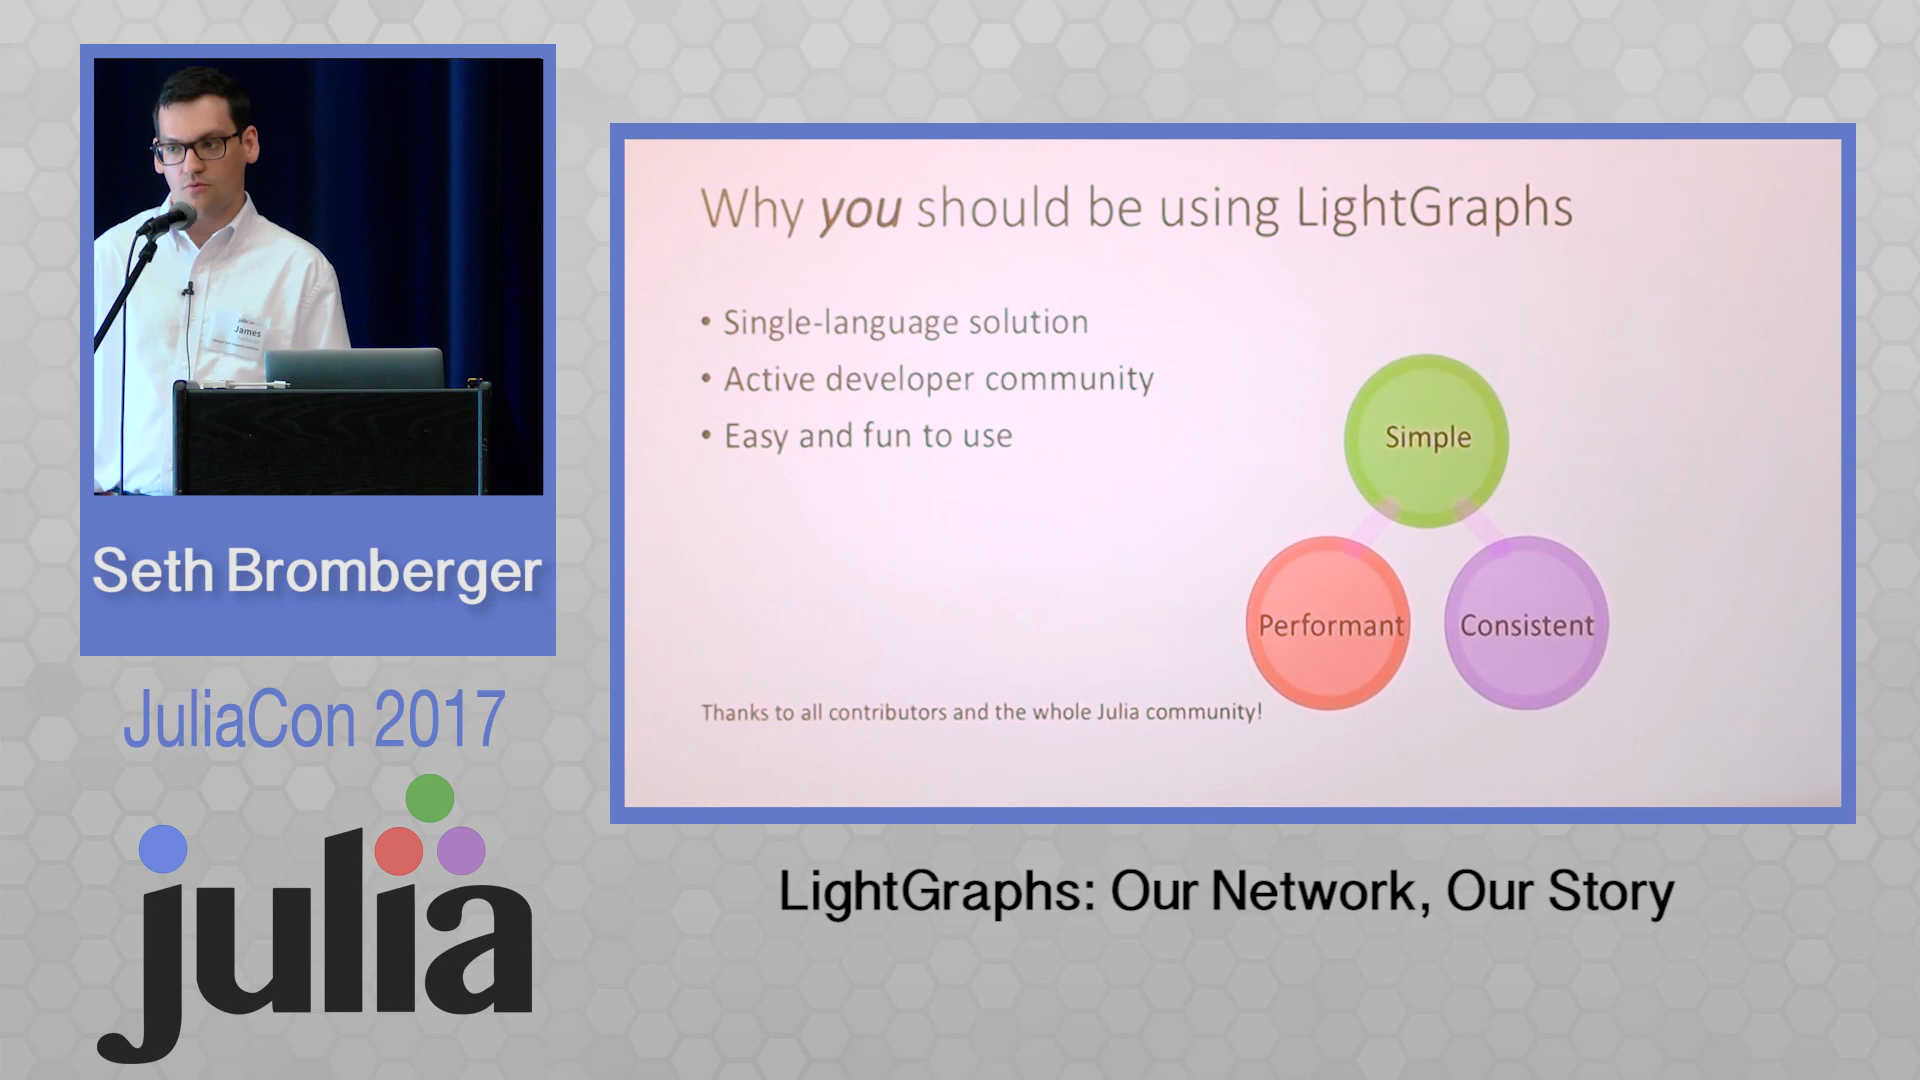 juliaCon
James
Seth Bromberger
JuliaCon 2017
julia
Why you should be using LightGraphs
• Single-language solution
• Active developer community
• Easy and fun to use
Simple
Performant
Consistent
Thanks to all contributors and the whole Julia community!
LightGraphs: Our Network, Our Story